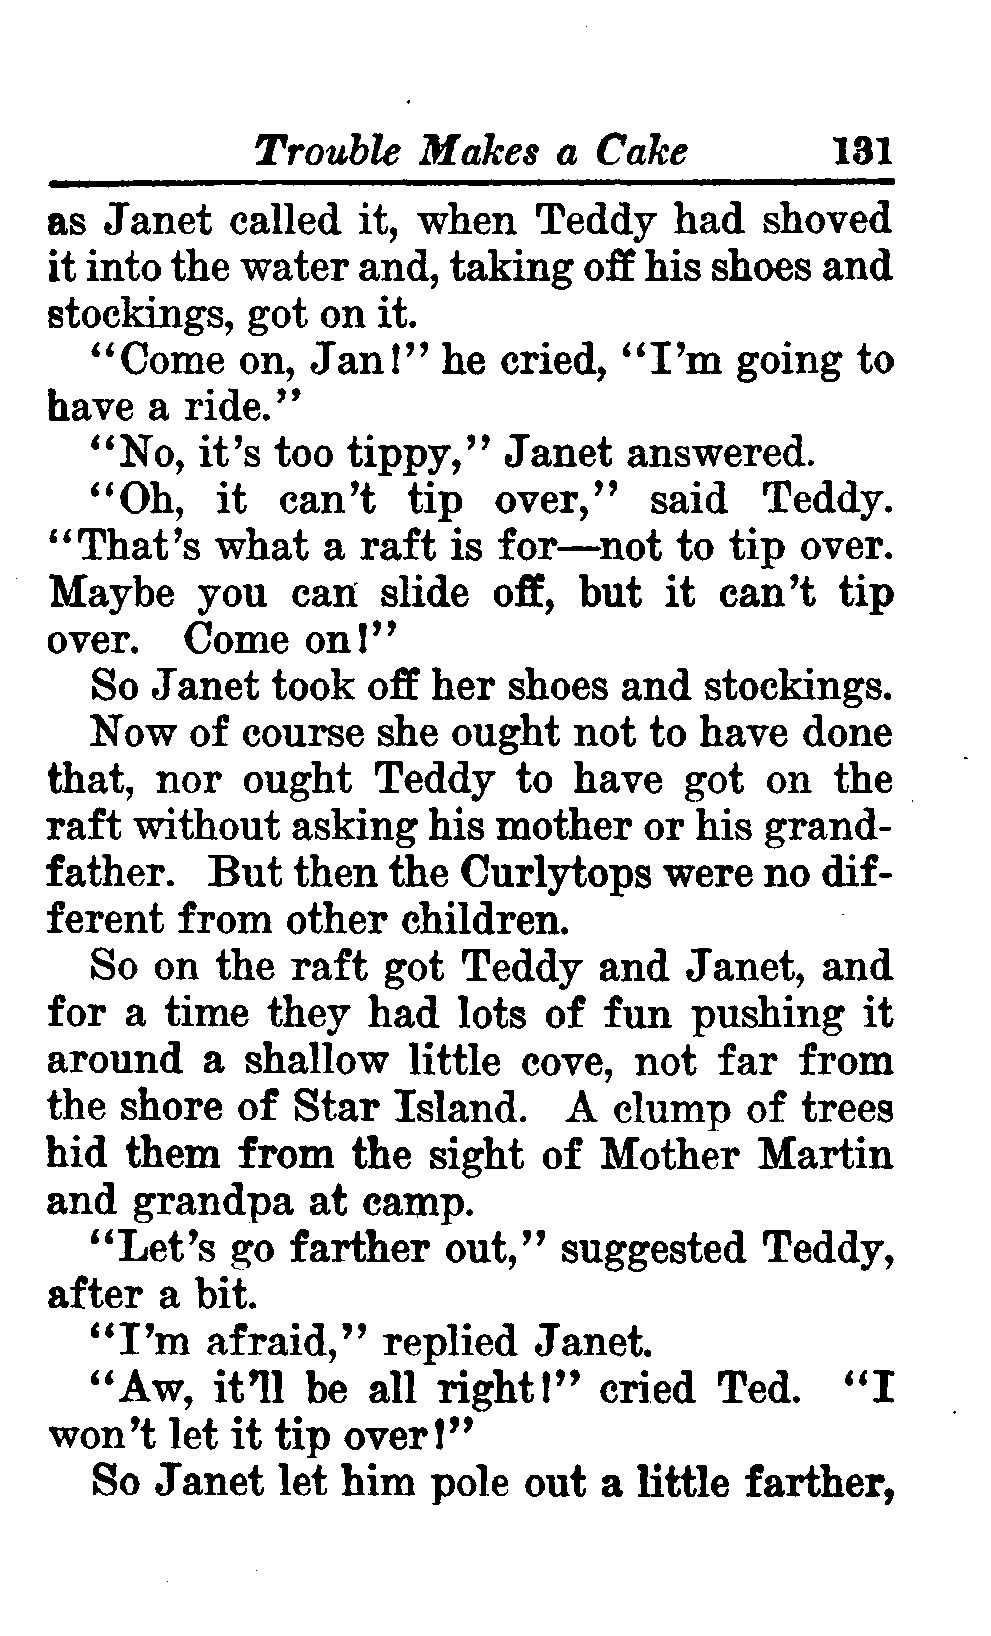 Trouble Makes a Cake 131
as Janet called it, when Teddy had shoved
it into the water and, taking off his shoes and
stockings, got on it.
"Come on, Jan!" he cried, "I'm going to
have a ride."
"No, it's too tippy," Janet answered.
"Oh, it can't tip over," said Teddy.
"That's what a raft is for—not to tip over.
Maybe you can slide off, but it can't tip
over. Come on!"
So Janet took off her shoes and stockings.
Now of course she ought not to have done
that, nor ought Teddy to have got on the
raft without asking his mother or his grand-
father. But then the Curlytops were no dif-
ferent from other children.
So on the raft got Teddy and Janet, and
for a time they had lots of fun pushing it
around a shallow little cove, not far from
the shore of Star Island. A clump of trees
hid them from the sight of Mother Martin
and grandpa at camp.
"Let's go farther out," suggested Teddy,
after a bit.
"I'm afraid," replied Janet.
"Aw, it'll be all right!" cried Ted. "I
won't let it tip over!"
So Janet let him pole out a little farther,